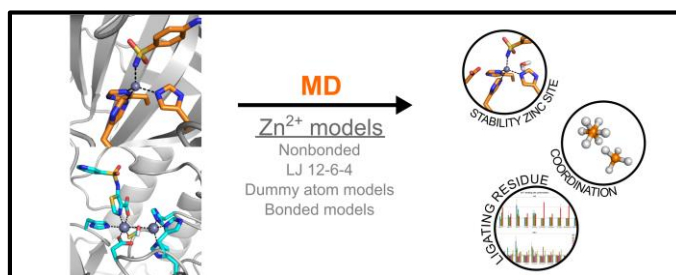 MD
Zn²⁺ models
Nonbonded
LJ 12-6-4
Dummy atom models
Bonded models
STABILITY ZINC SITE
COORDINATION
LIGATING RESIDUE